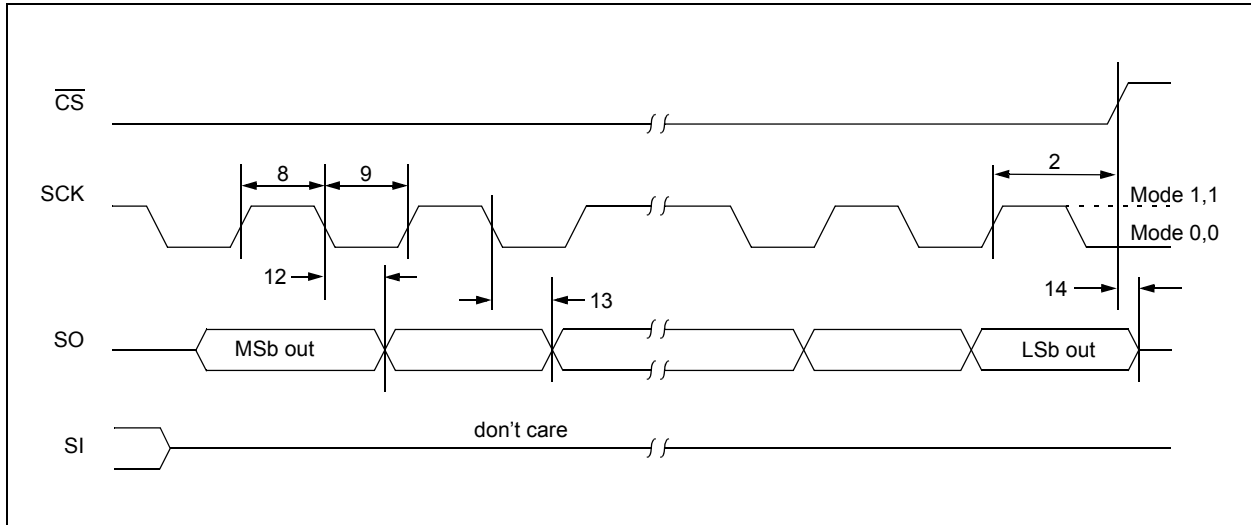 CS
2
8
9
SCK
Mode 1,1
Mode 0,0
12
13
14
SO
MSb out
LSb out
SI
don't care